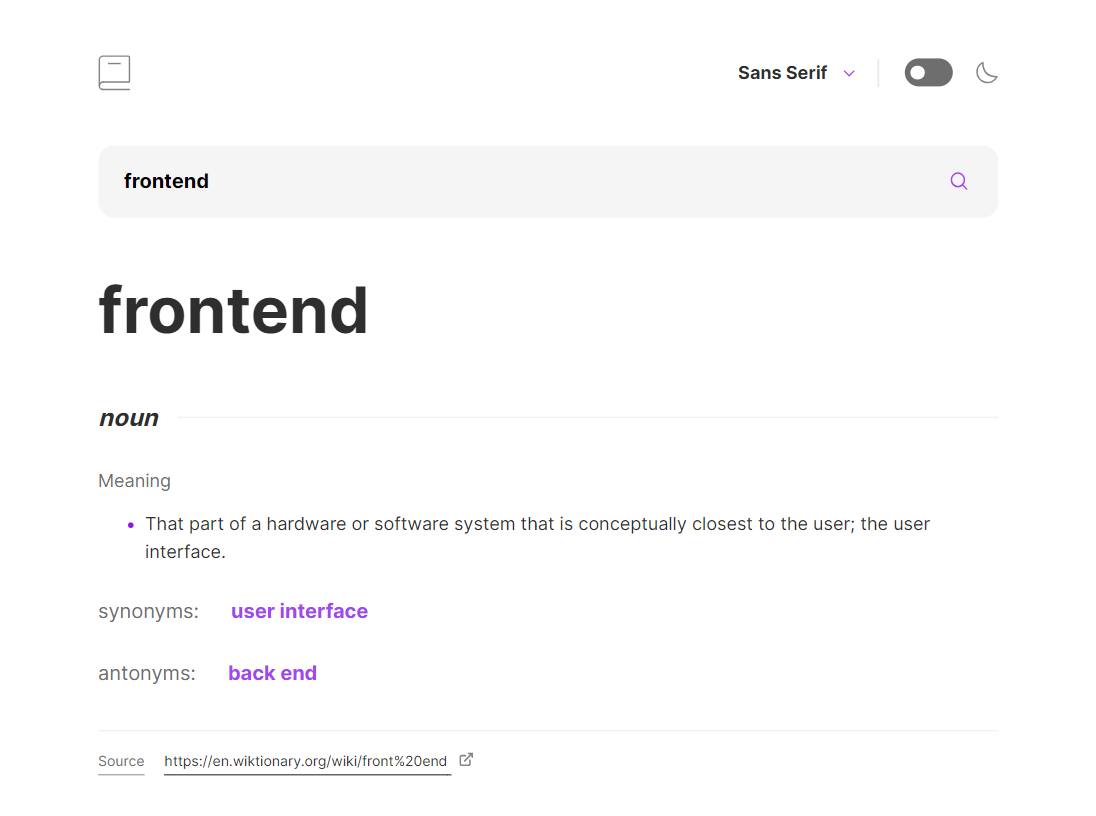 Sans Serif
frontend
frontend
noun
Meaning
That part of a hardware or software system that is conceptually closest to the user; the user
interface.
synonyms: user interface
antonyms: back end
Source https://en.wiktionary.org/wiki/front%20end